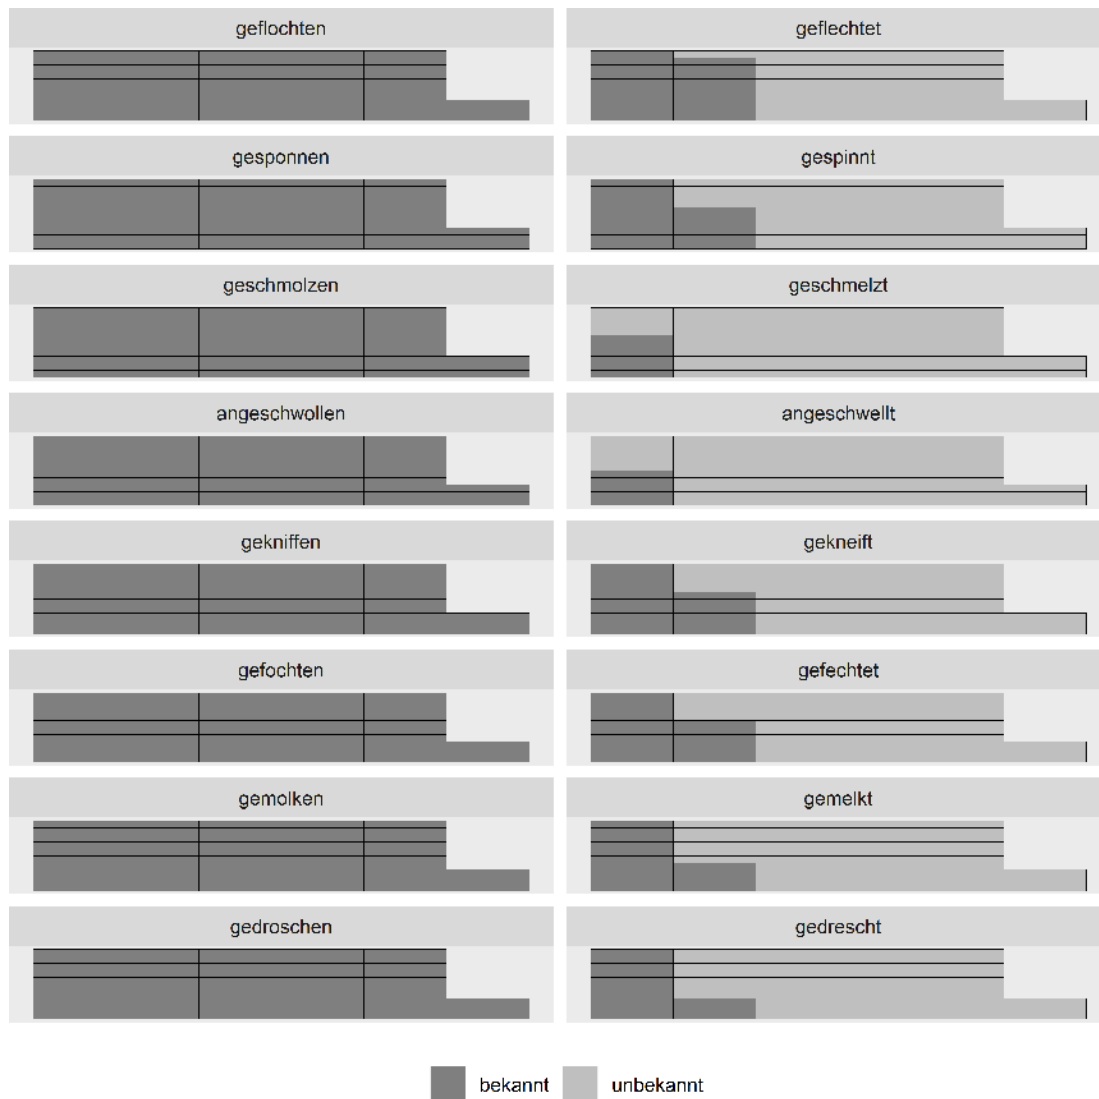 geflochten
geflechtet
gesponnen
gespinnt
geschmolzen
geschmelzt
angeschwollen
angeschwellt
gekniffen
gekneift
gefochten
gefechtet
gemolken
gemelkt
gedroschen
gedrescht
bekannt unbekannt